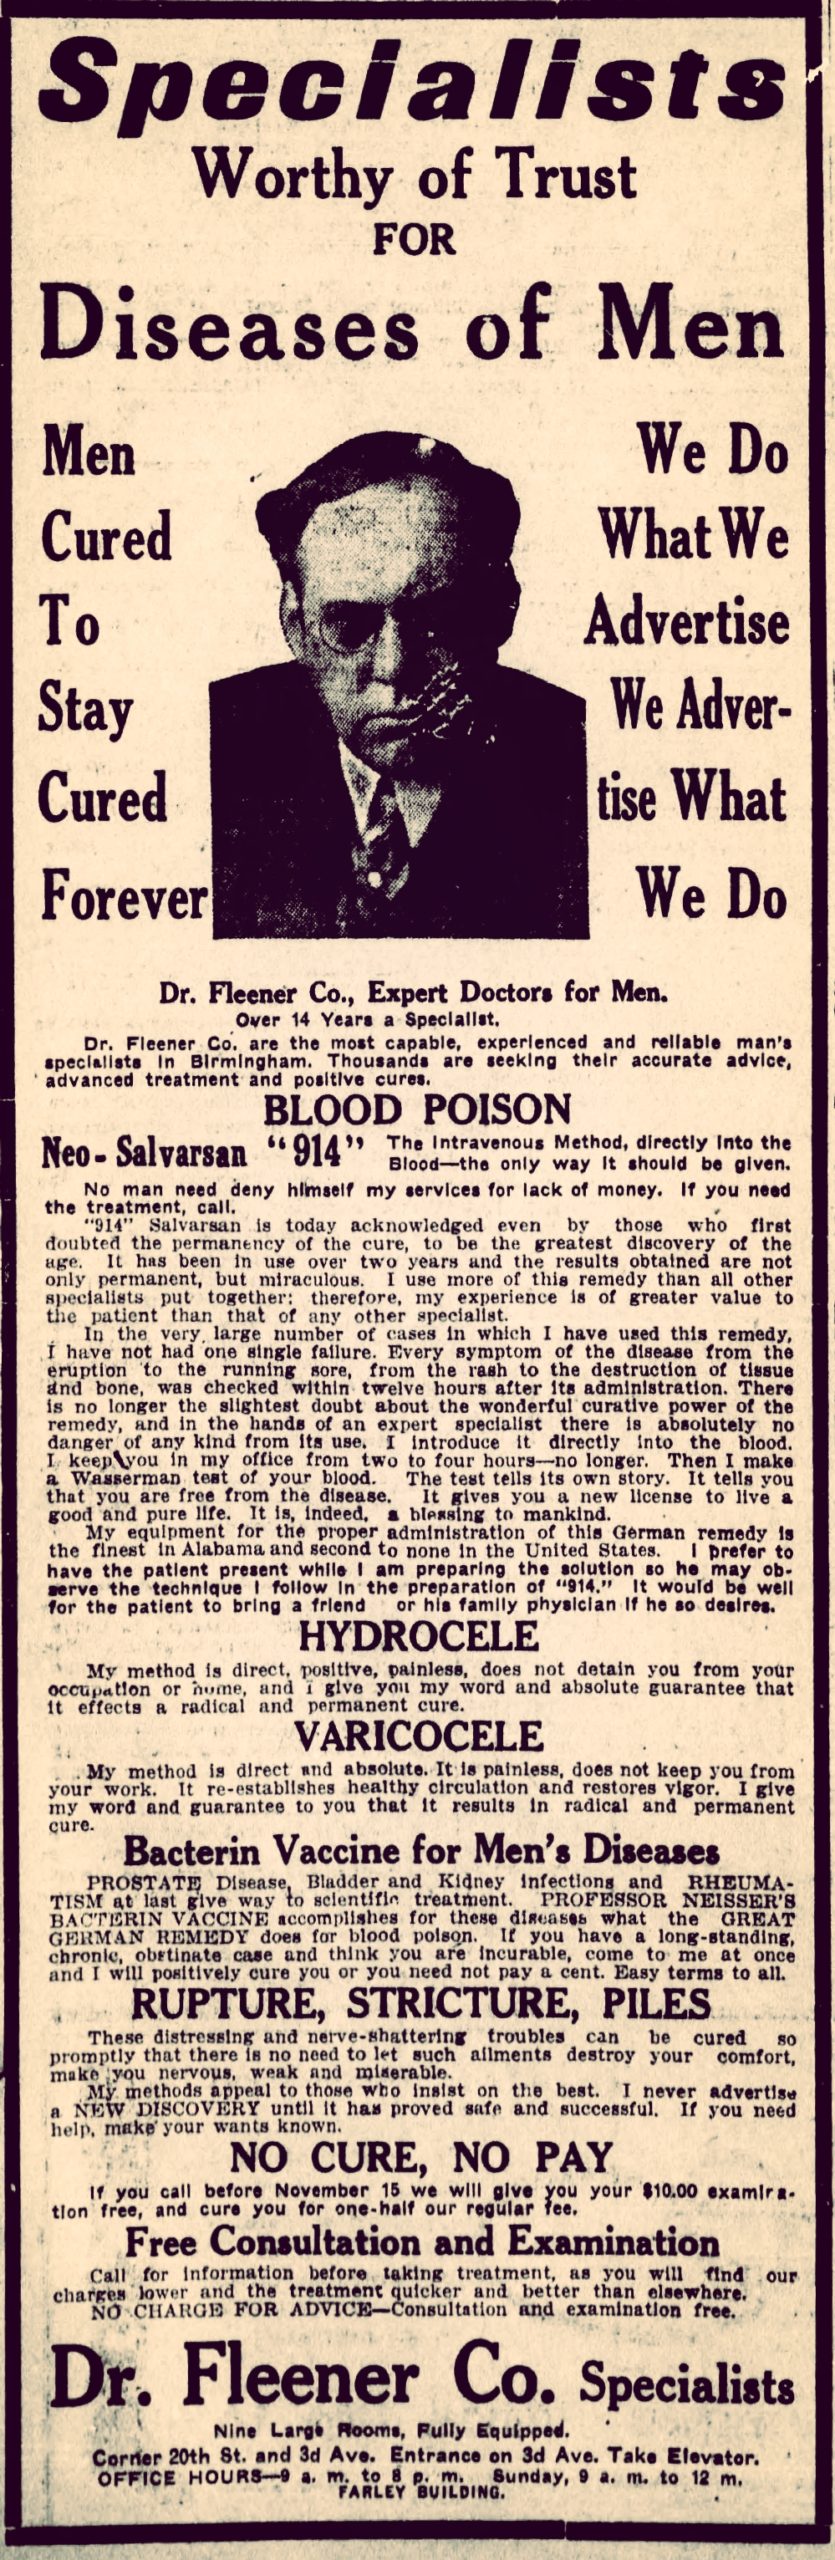 Specialists
Worthy of Trust
FOR
Diseases of Men
Men
Cured
To
Stay
Cured
Forever
We Do
What We
Advertise
We Adver-
tise What
We Do
Dr. Fleener Co., Expert Doctors for Men.
Over 14 Years a Specialist.
Dr. Fleener Co. are the most capable, experienced and reliable man's
specialists in Birmingham. Thousands are seeking their accurate advice,
advanced treatment and positive cures.
BLOOD POISON
Neo-Salvarsan "914" The Intravenous Method, directly into the
Blood—the only way it should be given.
No man need deny himself my services for lack of money. If you need
the treatment, call.
"914" Salvarsan is today acknowledged even by those who first
doubted the permanency of the cure, to be the greatest discovery of the
age. It has been in use over two years and the results obtained are not
only permanent, but miraculous. I use more of this remedy than all other
specialists put together; therefore, my experience is of greater value to
the patient than that of any other specialist.
In the very large number of cases in which I have used this remedy,
I have not had one single failure. Every symptom of the disease from the
eruption to the running sore, from the rash to the destruction of tissue
and bone, was checked within twelve hours after its administration. There
is no longer the slightest doubt about the wonderful curative power of the
remedy, and in the hands of an expert specialist there is absolutely no
danger of any kind from its use. I introduce it directly into the blood.
I keep you in my office from two to four hours—no longer. Then I make
a Wasserman test of your blood. The test tells its own story. It tells you
that you are free from the disease. It gives you a new license to live a
good and pure life. It is, indeed, a blessing to mankind.
My equipment for the proper administration of this German remedy is
the finest in Alabama and second to none in the United States. I prefer to
have the patient present while I am preparing the solution so he may ob-
serve the technique I follow in the preparation of "914." It would be well
for the patient to bring a friend or his family physician if he so desires.
HYDROCELE
My method is direct, positive, painless, does not detain you from your
occupation or home, and I give you my word and absolute guarantee that
it effects a radical and permanent cure.
VARICOCELE
My method is direct and absolute. It is painless, does not keep you from
your work. It re-establishes healthy circulation and restores vigor. I give
my word and guarantee to you that it results in radical and permanent
cure.
Bacterin Vaccine for Men's Diseases
PROSTATE Disease, Bladder and Kidney infections and RHEUMA-
TISM at last give way to scientific treatment. PROFESSOR NEISSER'S
BACTERIN VACCINE accomplishes for these diseases what the GREAT
GERMAN REMEDY does for blood poison. If you have a long-standing,
chronic, obstinate case and think you are incurable, come to me at once
and I will positively cure you or you need not pay a cent. Easy terms to all.
RUPTURE, STRICTURE, PILES
These distressing and nerve-shattering troubles can be cured so
promptly that there is no need to let such ailments destroy your comfort,
make you nervous, weak and miserable.
My methods appeal to those who insist on the best. I never advertise
a NEW DISCOVERY until it has proved safe and successful. If you need
help, make your wants known.
NO CURE, NO PAY
If you call before November 15 we will give you your $10.00 examina-
tion free, and cure you for one-half our regular fee.
Free Consultation and Examination
Call for information before taking treatment, as you will find our
charges lower and the treatment quicker and better than elsewhere.
NO CHARGE FOR ADVICE—Consultation and examination free.
Dr. Fleener Co. Specialists
Nine Large Rooms, Fully Equipped.
Corner 20th St. and 3d Ave. Entrance on 3d Ave. Take Elevator.
OFFICE HOURS—9 a. m. to 8 p. m. Sunday, 9 a. m. to 12 m.
FARLEY BUILDING.